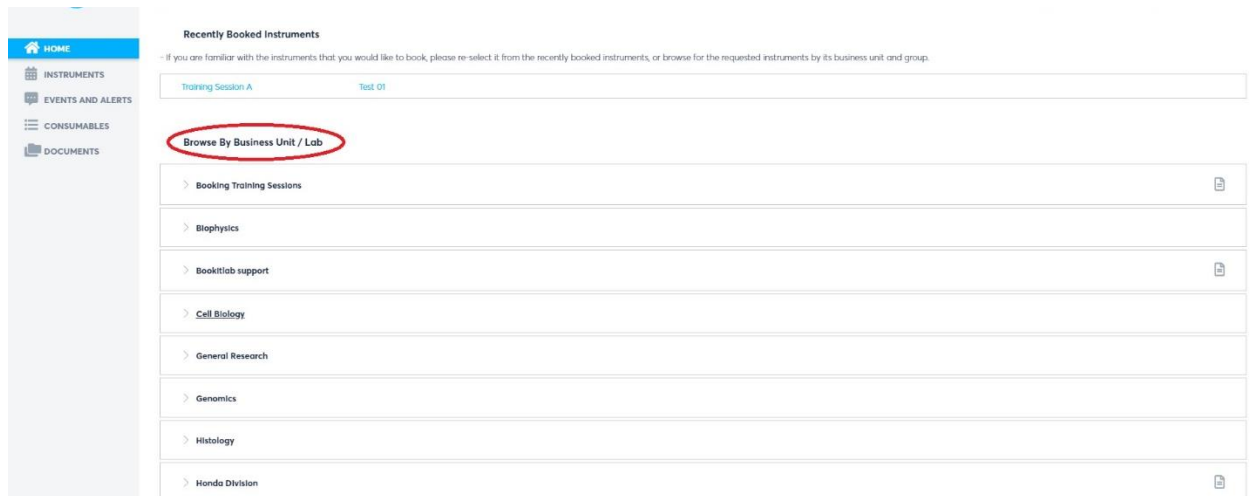 Recently Booked Instruments
HOME
- If you are familiar with the instruments that you would like to book, please re-select it from the recently booked instruments, or browse for the requested instruments by its business unit and group.
INSTRUMENTS
Training Session A Test 01
EVENTS AND ALERTS
CONSUMABLES
DOCUMENTS
Browse By Business Unit / Lab
Booking Training Sessions
Biophysics
Bookitlab support
Cell Biology
General Research
Genomics
Histology
Honda Division